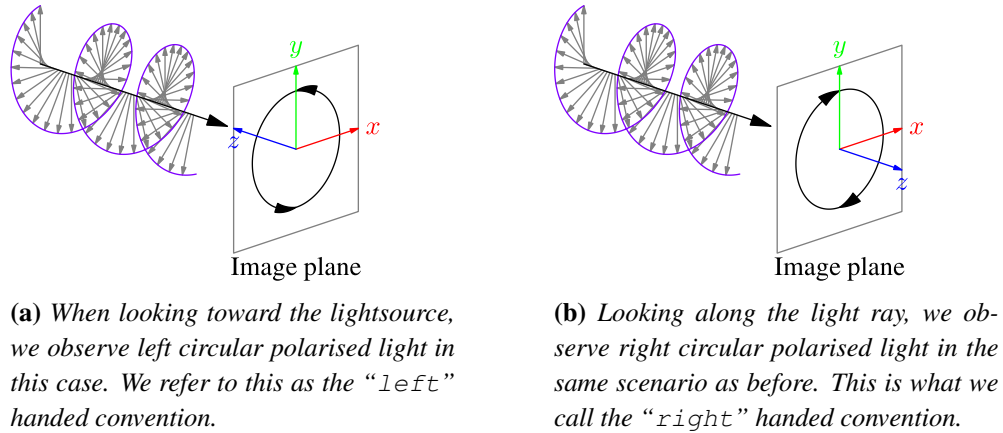 y
x
z
Image plane
(a) When looking toward the lightsource,
we observe left circular polarised light in
this case. We refer to this as the “left”
handed convention.
y
x
z
Image plane
(b) Looking along the light ray, we ob-
serve right circular polarised light in the
same scenario as before. This is what we
call the “right” handed convention.